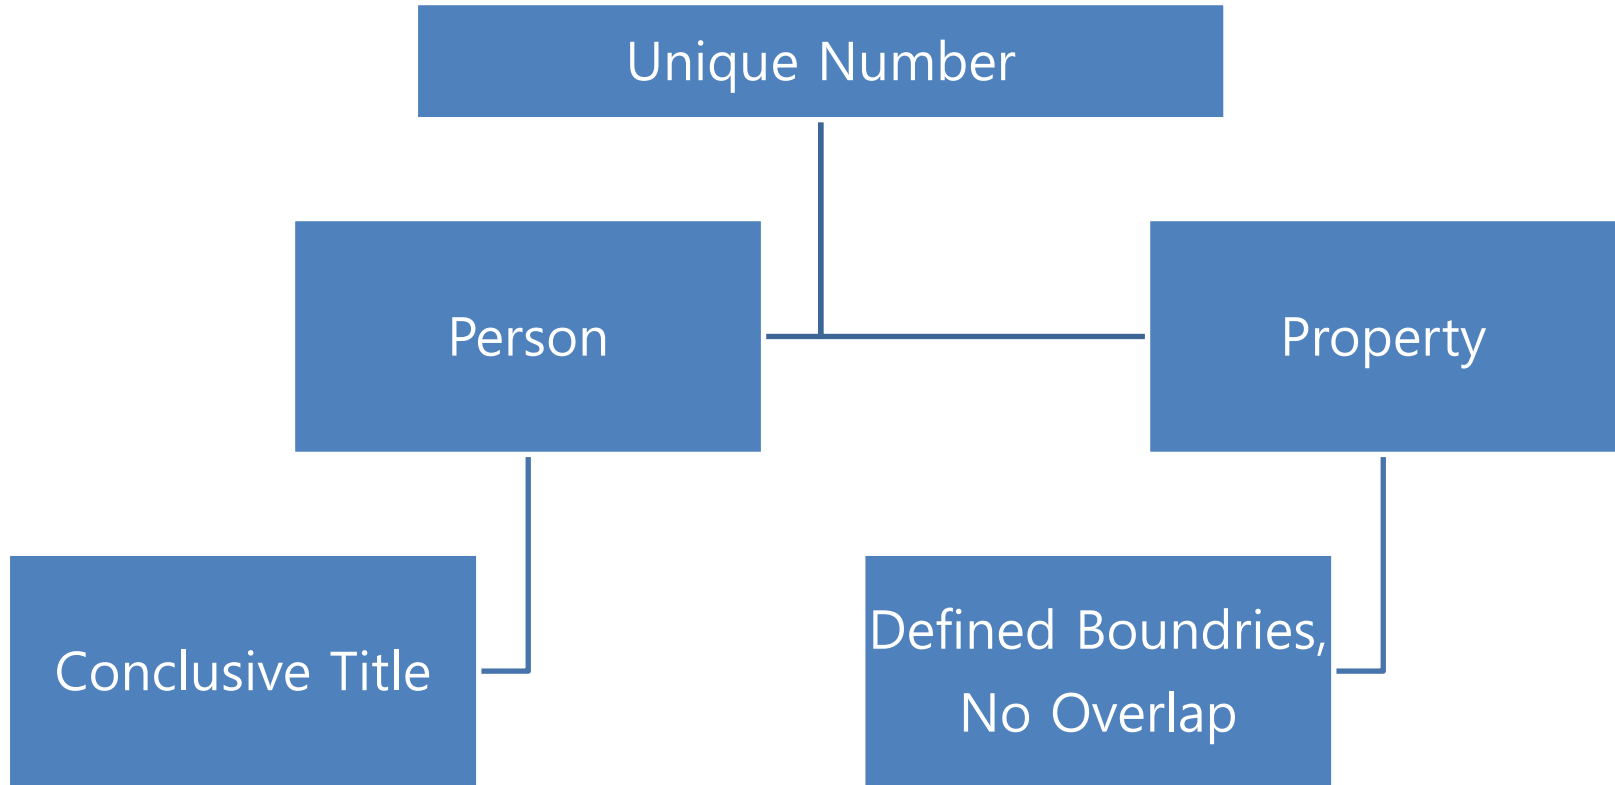 Unique Number
Person
Property
Conclusive Title
Defined Boundries,
No Overlap